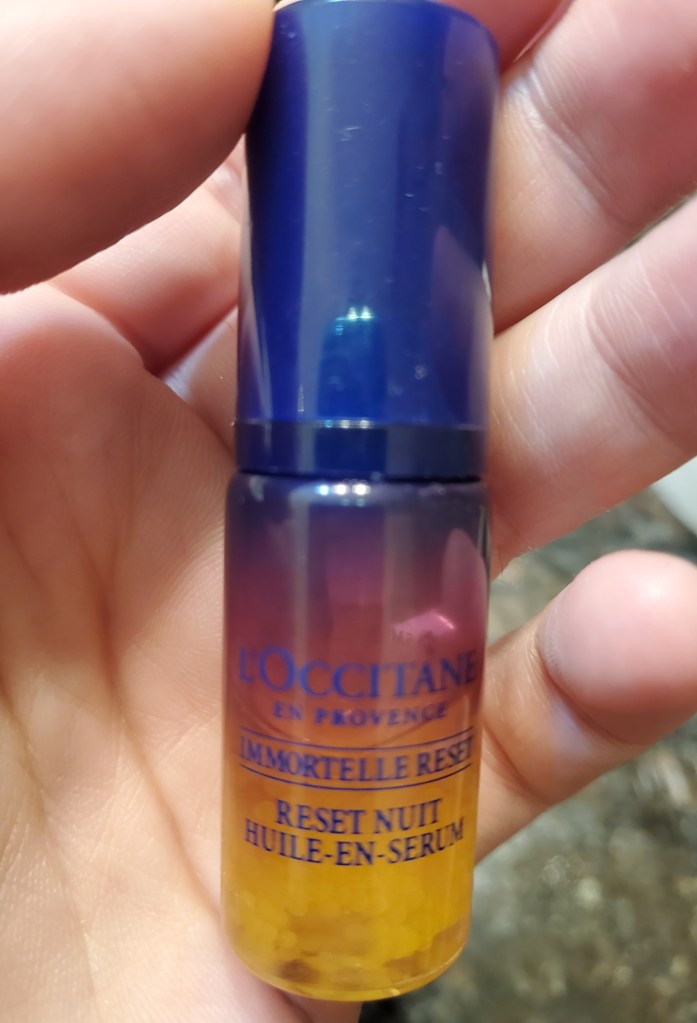 L'OCCITANE
EN PROVENCE
IMMORTELLE RESET
RESET NUIT
HUILE-EN-SERUM